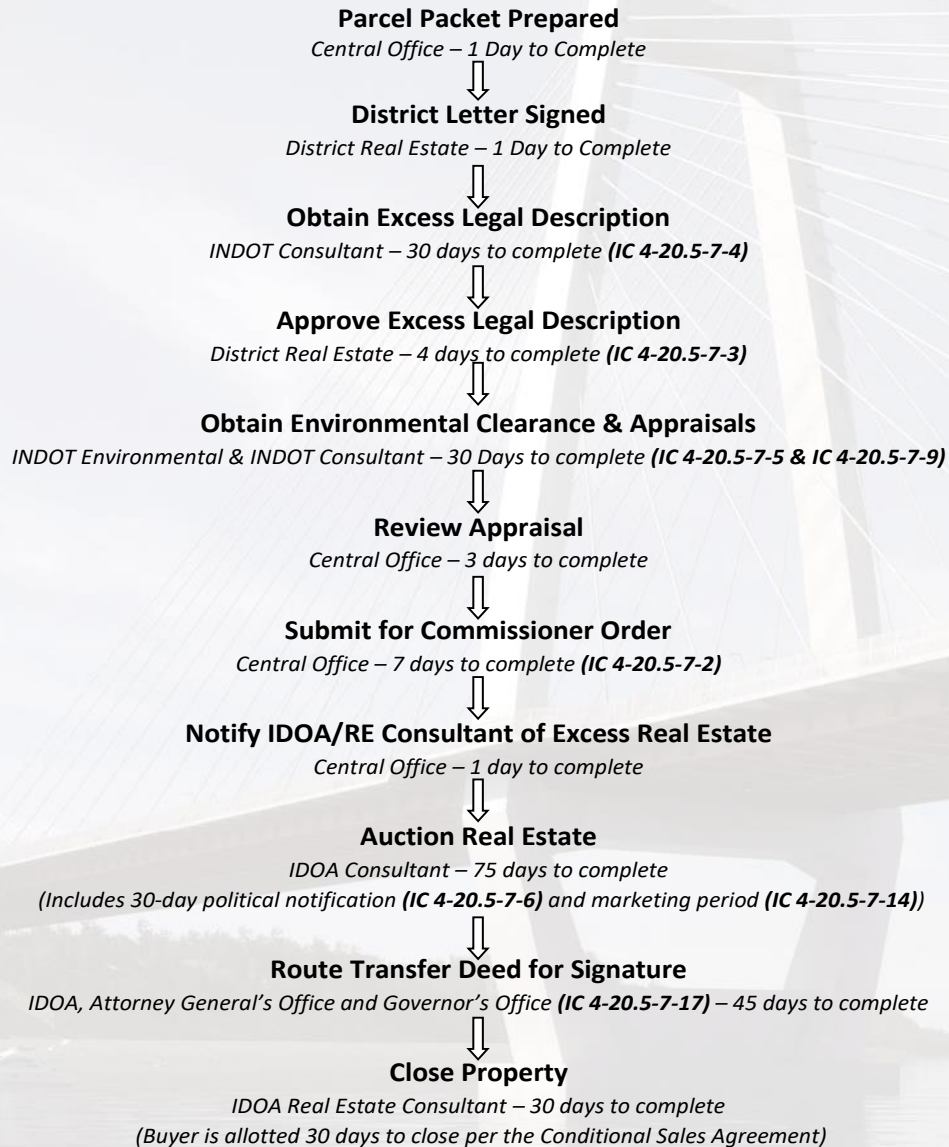 Parcel Packet Prepared
Central Office – 1 Day to Complete
District Letter Signed
District Real Estate – 1 Day to Complete
Obtain Excess Legal Description
INDOT Consultant – 30 days to complete (IC 4-20.5-7-4)
Approve Excess Legal Description
District Real Estate – 4 days to complete (IC 4-20.5-7-3)
Obtain Environmental Clearance & Appraisals
INDOT Environmental & INDOT Consultant – 30 Days to complete (IC 4-20.5-7-5 & IC 4-20.5-7-9)
Review Appraisal
Central Office – 3 days to complete
Submit for Commissioner Order
Central Office – 7 days to complete (IC 4-20.5-7-2)
Notify IDOA/RE Consultant of Excess Real Estate
Central Office – 1 day to complete
Auction Real Estate
IDOA Consultant – 75 days to complete
(Includes 30-day political notification (IC 4-20.5-7-6) and marketing period (IC 4-20.5-7-14))
Route Transfer Deed for Signature
IDOA, Attorney General's Office and Governor's Office (IC 4-20.5-7-17) – 45 days to complete
Close Property
IDOA Real Estate Consultant – 30 days to complete
(Buyer is allotted 30 days to close per the Conditional Sales Agreement)